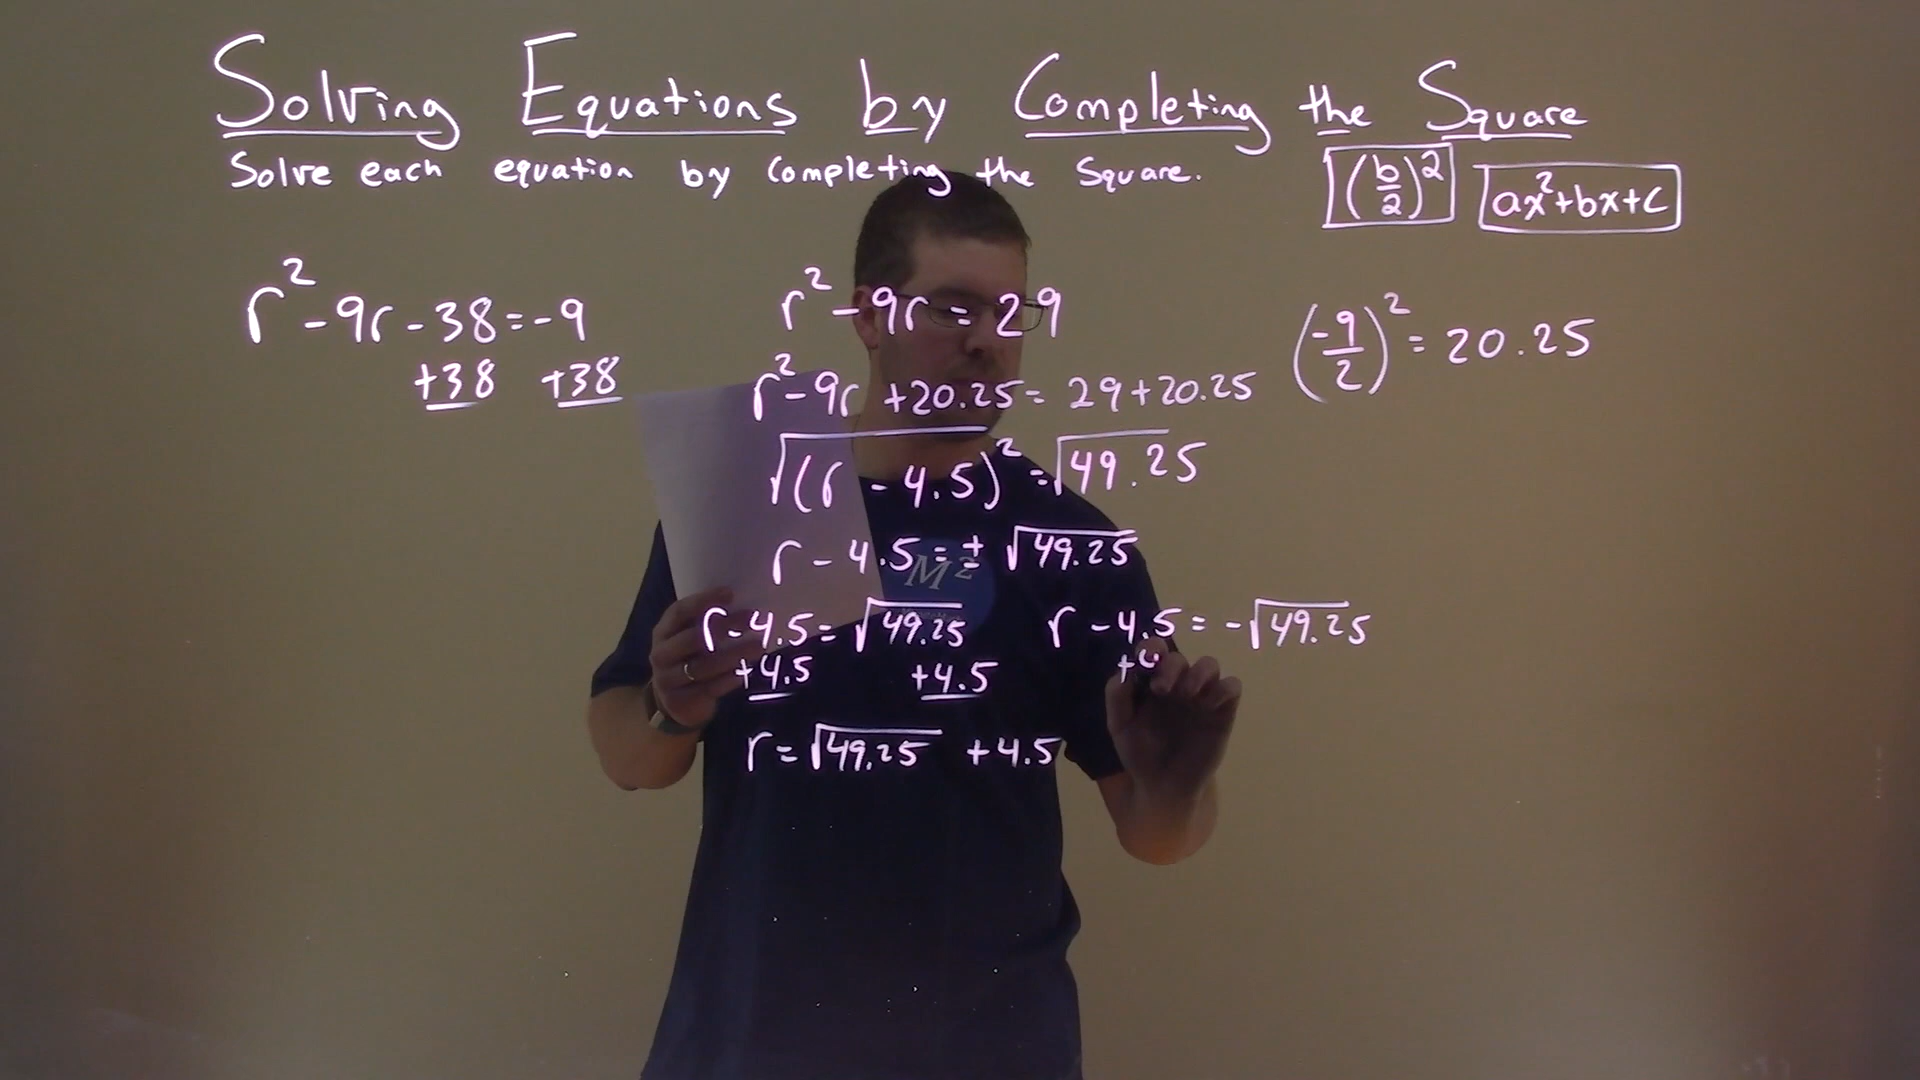 Solving Equations by Completing the Square
Solve each equation by completing the Square.
(b/2)² ax²+bx+c
r²-9r-38=-9
+38 +38
r²-9r=29
r²-9r+20.25=29+20.25
(-9/2)²=20.25
√(r-4.5)²=√49.25
r-4.5=±√49.25
M²
r-4.5=√49.25 r-4.5=-√49.25
+4.5 +4.5 +4
r=√49.25 +4.5